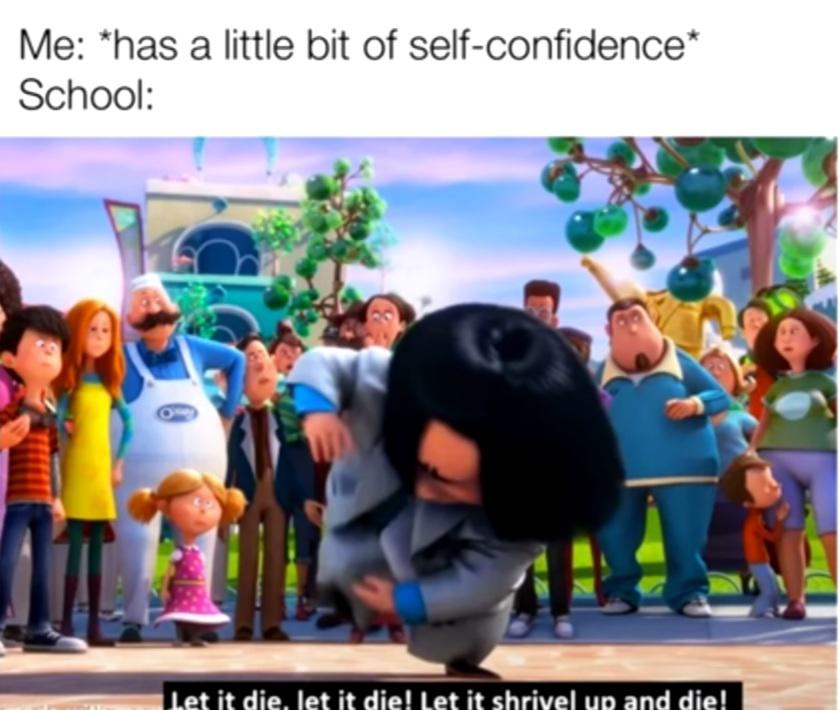 Me: *has a little bit of self-confidence*
School:
Let it die, let it die! Let it shrivel up and die!